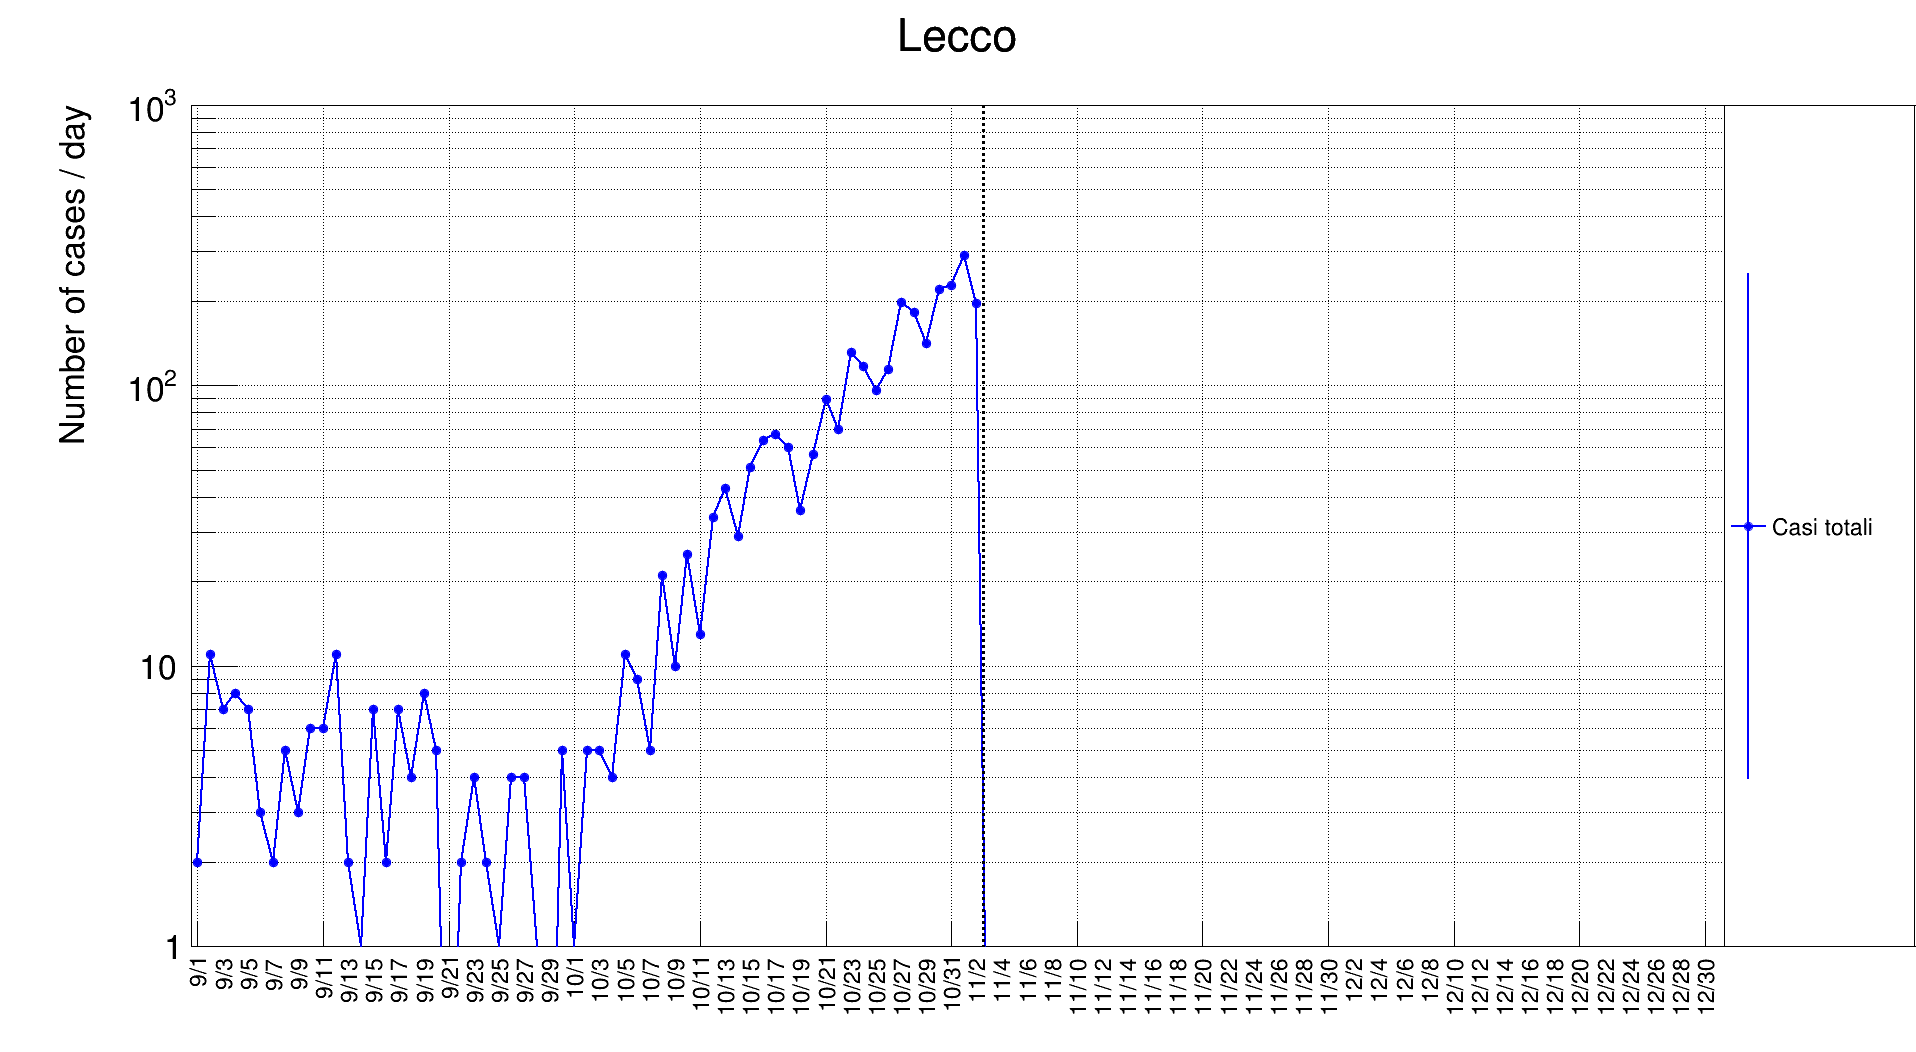 Lecco
Number of cases / day
10³
10²
10
1
9/1 9/3 9/5 9/7 9/9 9/11 9/13 9/15 9/17 9/19 9/21 9/23 9/25 9/27 9/29 10/1 10/3 10/5 10/7 10/9 10/11 10/13 10/15 10/17 10/19 10/21 10/23 10/25 10/27 10/29 10/31 11/2 11/4 11/6 11/8 11/10 11/12 11/14 11/16 11/18 11/20 11/22 11/24 11/26 11/28 11/30 12/2 12/4 12/6 12/8 12/10 12/12 12/14 12/16 12/18 12/20 12/22 12/24 12/26 12/28 12/30
Casi totali